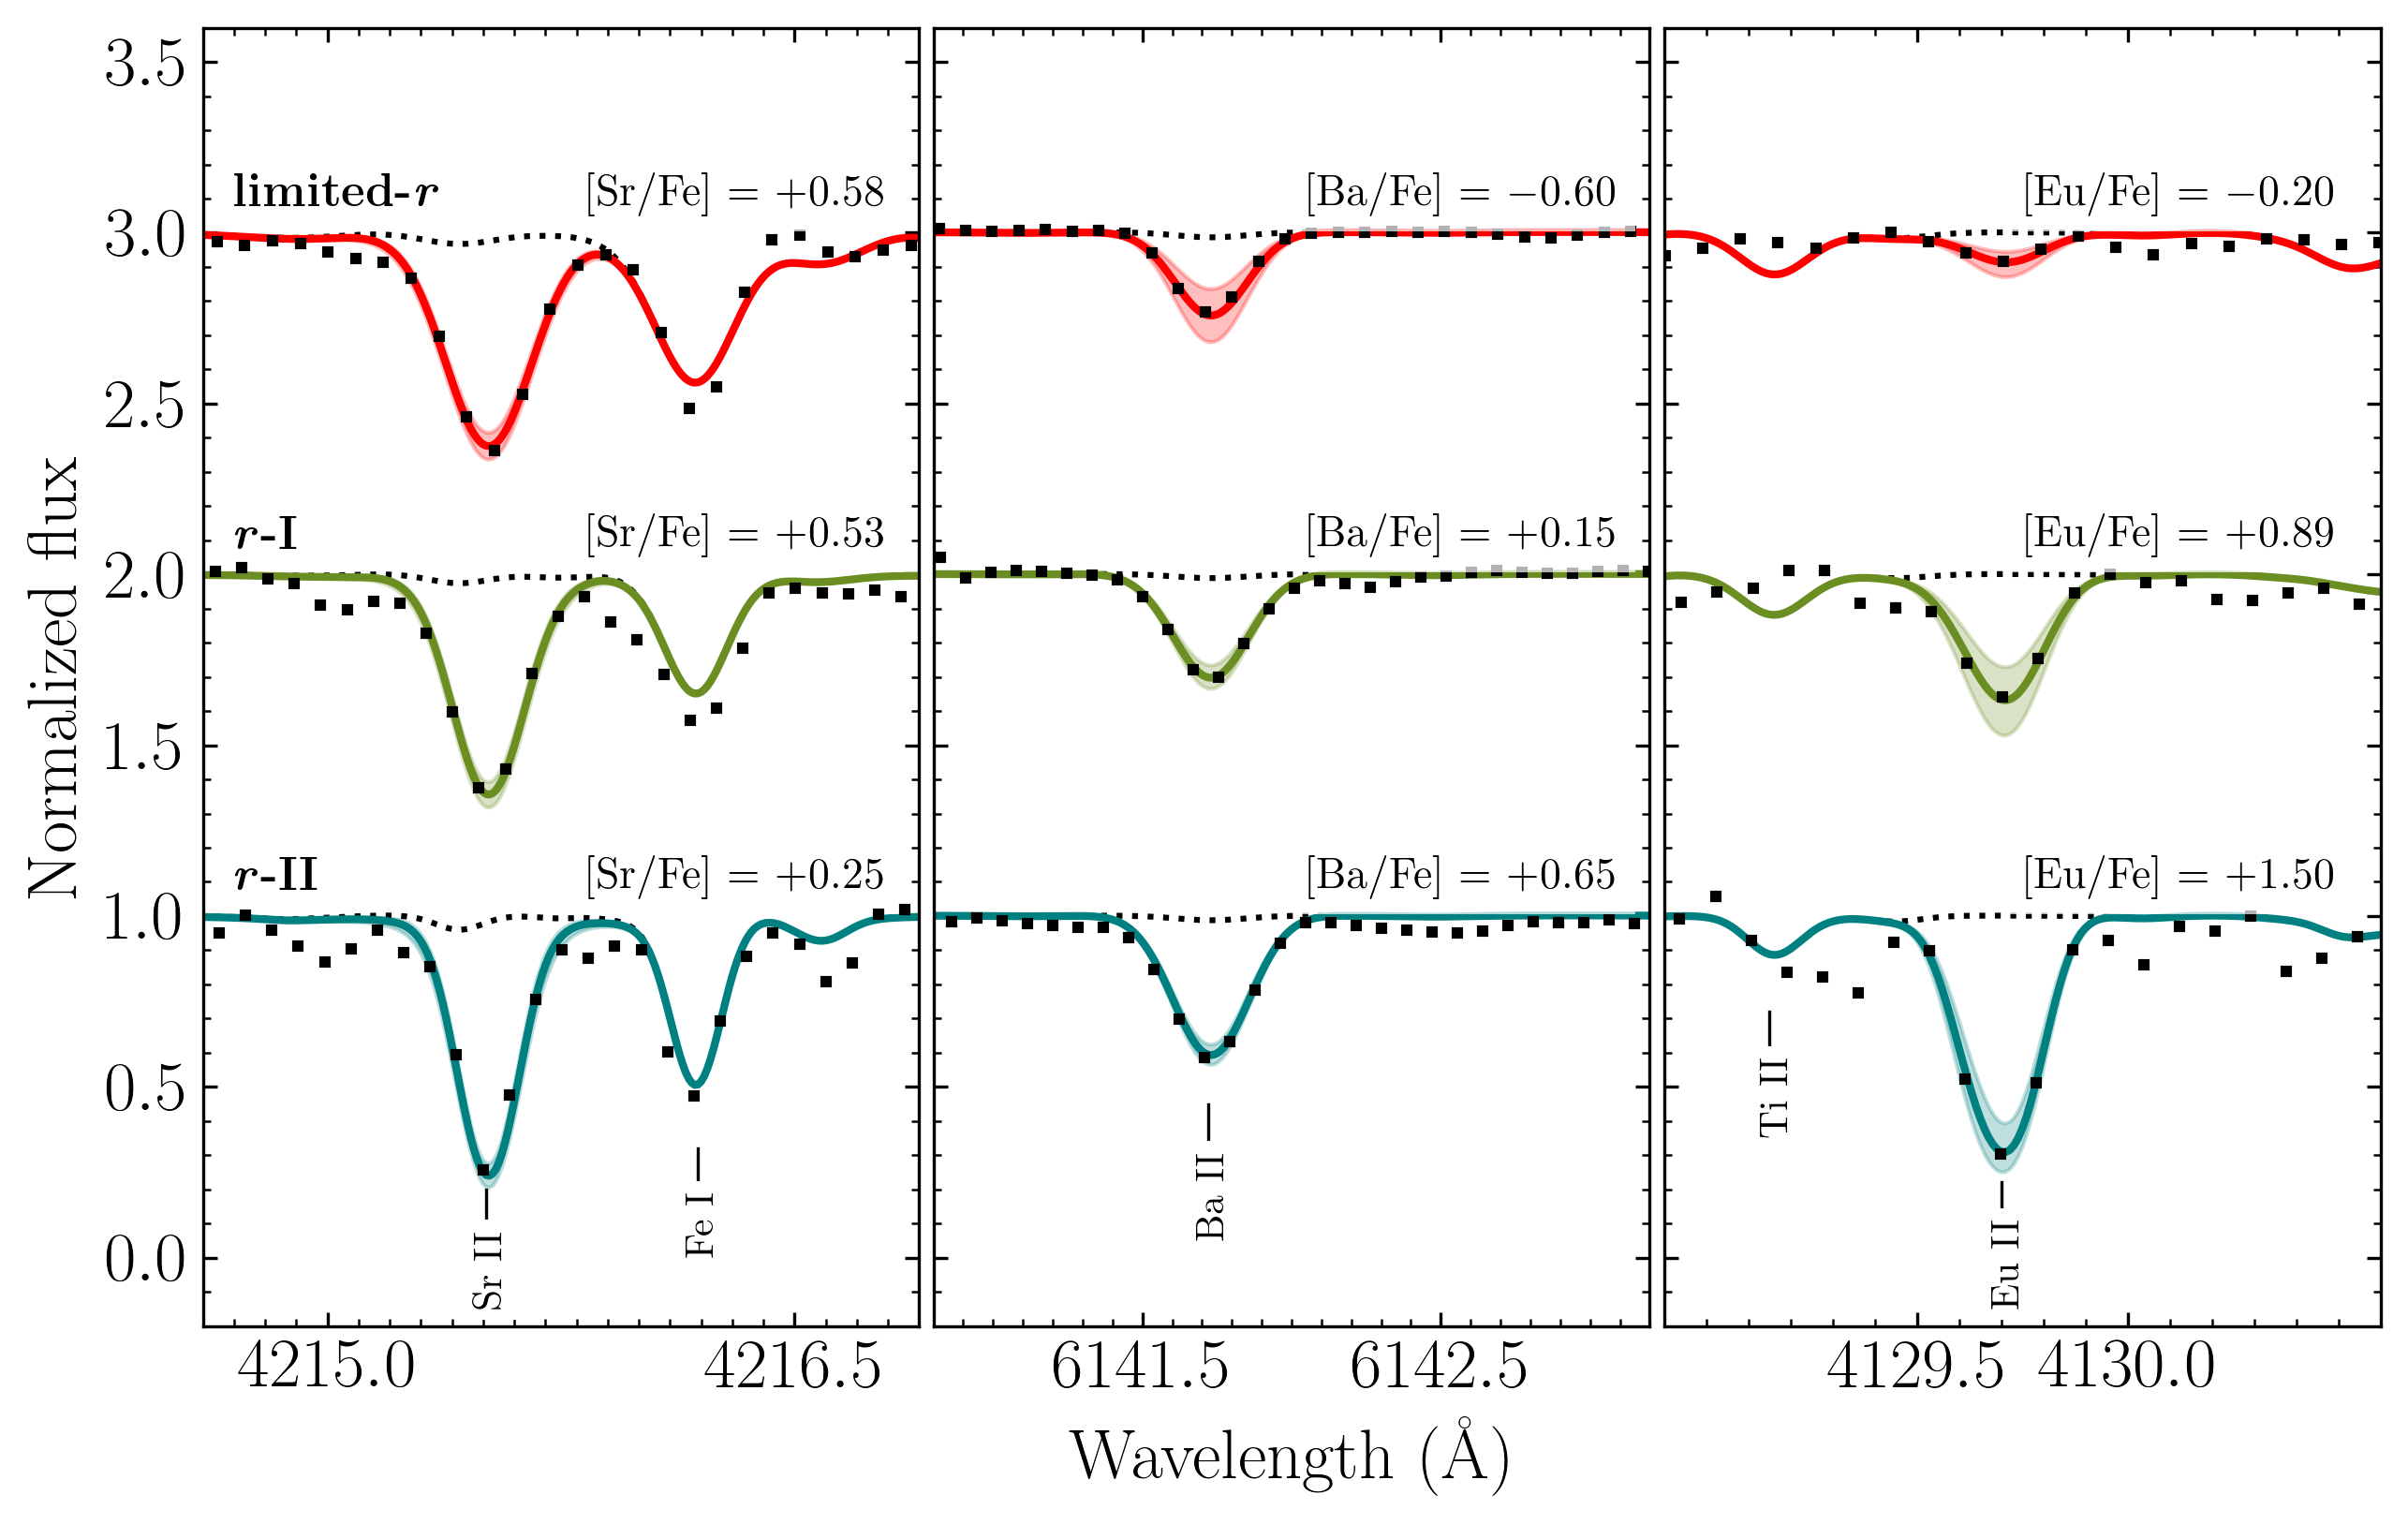 Normalized flux
3.5
3.0
2.5
2.0
1.5
1.0
0.5
0.0
limited-r
[Sr/Fe] = +0.58
[Ba/Fe] = −0.60
[Eu/Fe] = −0.20
r-I
[Sr/Fe] = +0.53
[Ba/Fe] = +0.15
[Eu/Fe] = +0.89
r-II
[Sr/Fe] = +0.25
[Ba/Fe] = +0.65
[Eu/Fe] = +1.50
Sr II
Fe I
Ba II
Ti II
Eu II
4215.0
4216.5
6141.5
6142.5
4129.5
4130.0
Wavelength (Å)